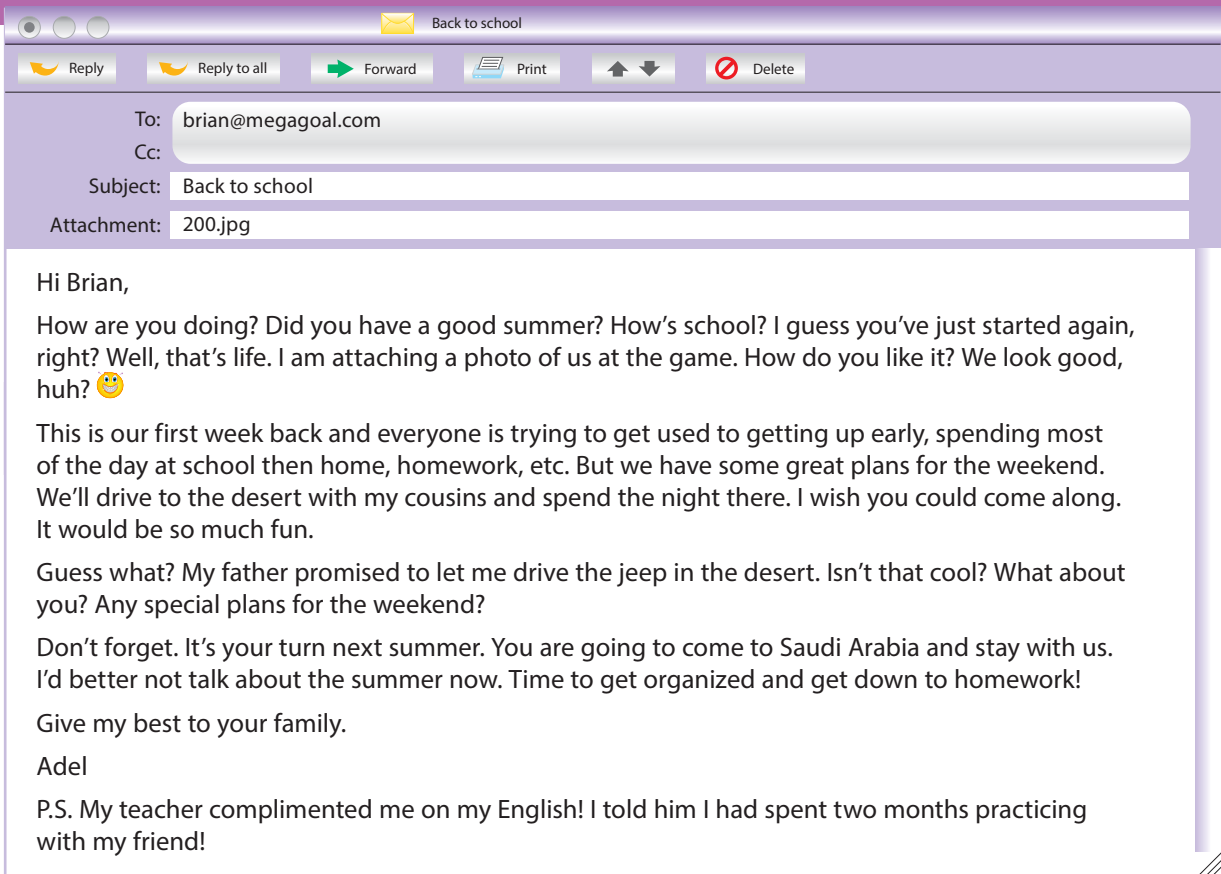 Back to school
Reply
Reply to all
Forward
Print
Delete
To: brian@megagoal.com
Cc:
Subject: Back to school
Attachment: 200.jpg
Hi Brian,
How are you doing? Did you have a good summer? How's school? I guess you've just started again,
right? Well, that's life. I am attaching a photo of us at the game. How do you like it? We look good,
huh?
This is our first week back and everyone is trying to get used to getting up early, spending most
of the day at school then home, homework, etc. But we have some great plans for the weekend.
We'll drive to the desert with my cousins and spend the night there. I wish you could come along.
It would be so much fun.
Guess what? My father promised to let me drive the jeep in the desert. Isn't that cool? What about
you? Any special plans for the weekend?
Don't forget. It's your turn next summer. You are going to come to Saudi Arabia and stay with us.
I'd better not talk about the summer now. Time to get organized and get down to homework!
Give my best to your family.
Adel
P.S. My teacher complimented me on my English! I told him I had spent two months practicing
with my friend!